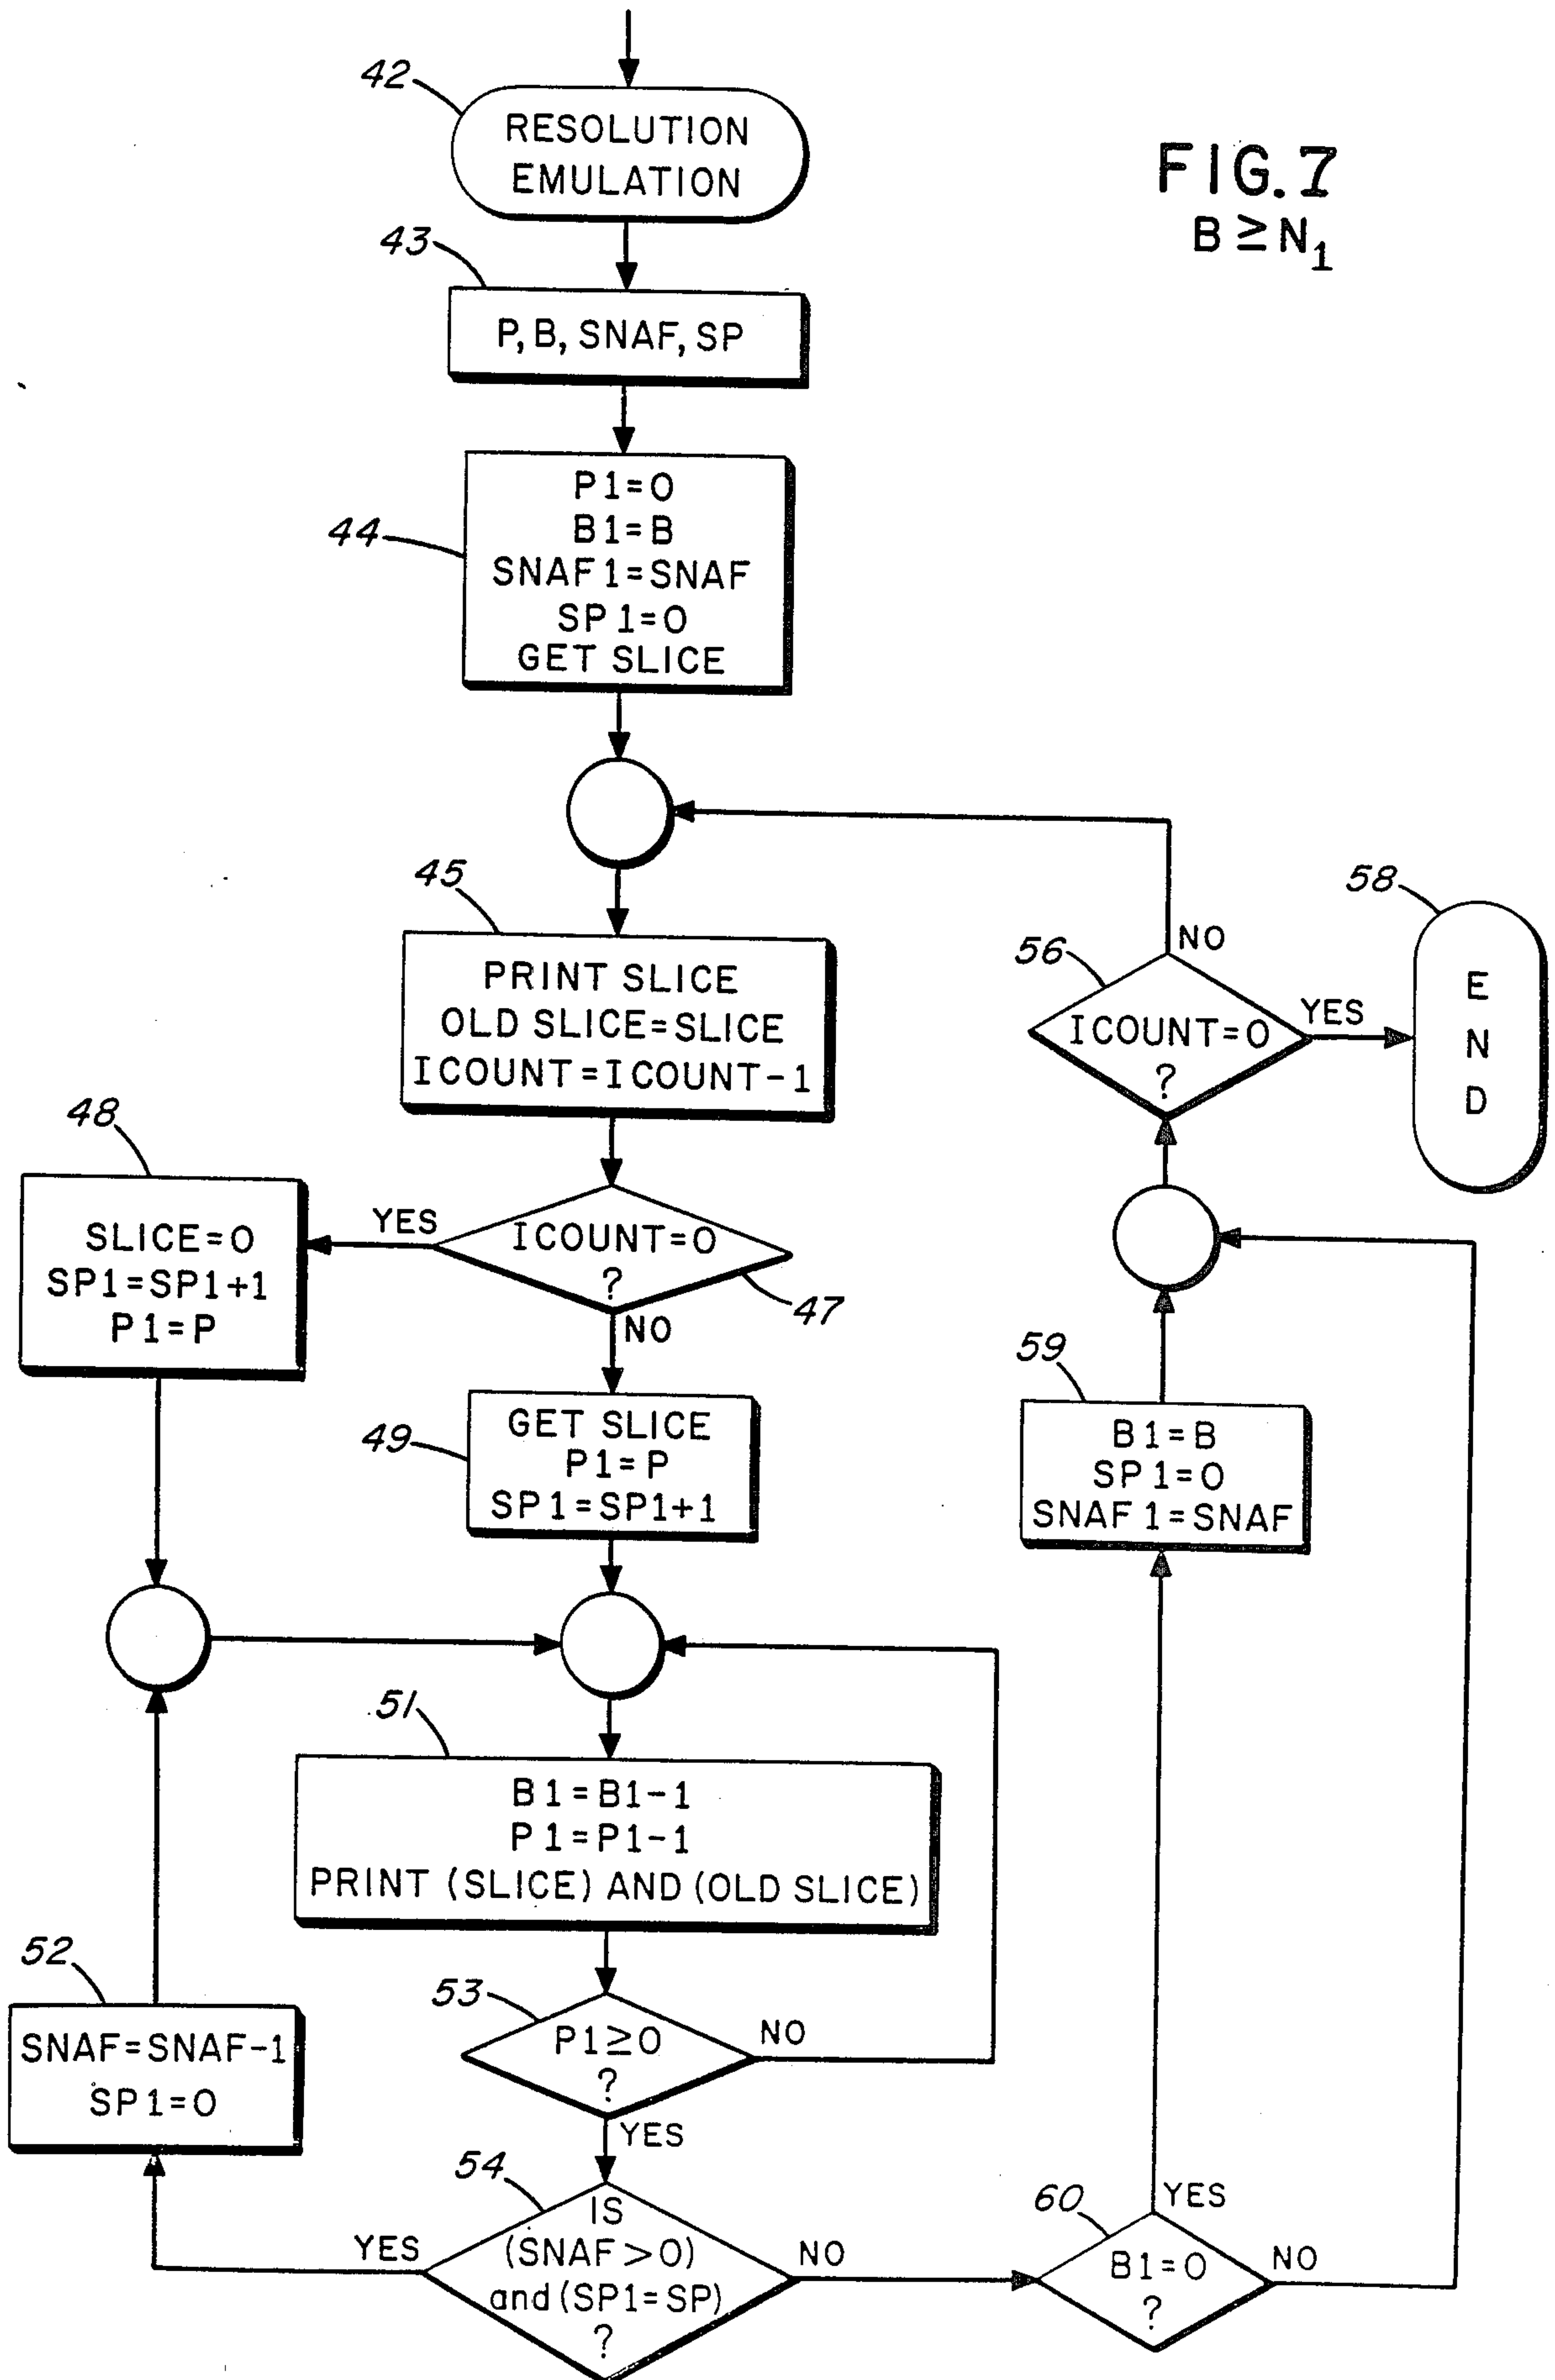 FIG. 7
B ≥ N1
42
RESOLUTION
EMULATION
43
P, B, SNAF, SP
44
P1=0
B1=B
SNAF1=SNAF
SP1=0
GET SLICE
45
PRINT SLICE
OLD SLICE=SLICE
ICOUNT=ICOUNT-1
56
ICOUNT=0
?
NO
YES
58
E
N
D
48
SLICE=0
SP1=SP1+1
P1=P
YES
ICOUNT=0
?
47
NO
49
GET SLICE
P1=P
SP1=SP1+1
59
B1=B
SP1=0
SNAF1=SNAF
51
B1=B1-1
P1=P1-1
PRINT (SLICE) AND (OLD SLICE)
52
SNAF=SNAF-1
SP1=0
53
P1≥0
?
NO
YES
54
IS
(SNAF>0)
and (SP1=SP)
?
YES
NO
60
B1=0
?
YES
NO